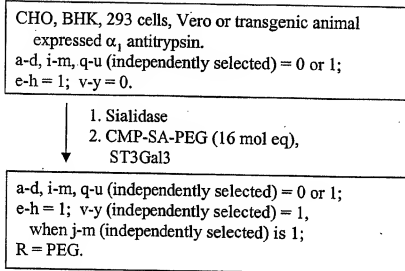 CHO, BHK, 293 cells, Vero or transgenic animal
expressed α₁ antitrypsin.
a-d, i-m, q-u (independently selected) = 0 or 1;
e-h = 1; v-y = 0.
1. Sialidase
2. CMP-SA-PEG (16 mol eq),
ST3Gal3
a-d, i-m, q-u (independently selected) = 0 or 1;
e-h = 1; v-y (independently selected) = 1,
when j-m (independently selected) is 1;
R = PEG.